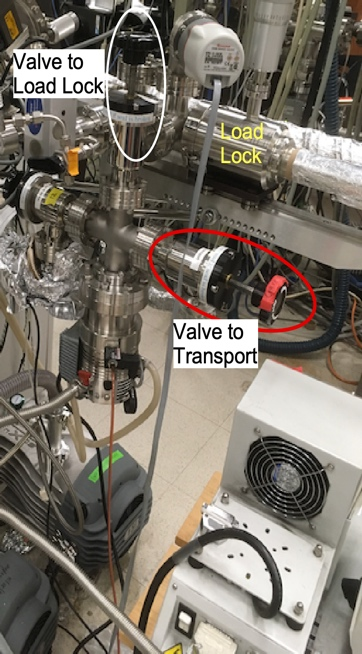 Valve to
Load Lock
Load
Lock
Valve to
Transport